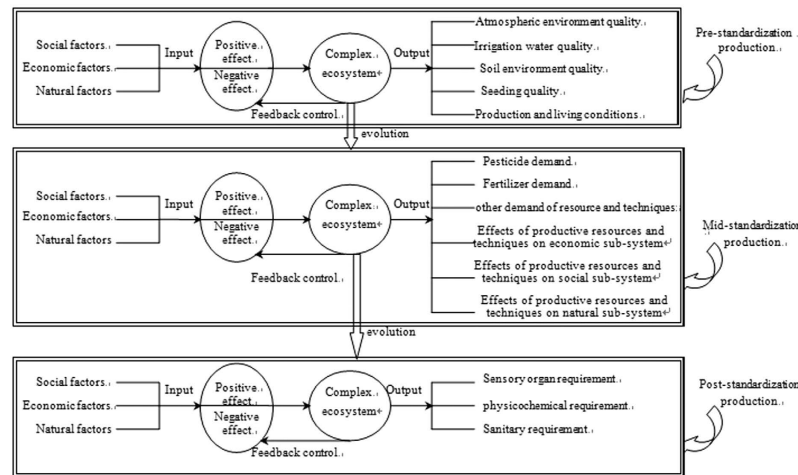 Social factors.
Economic factors.
Natural factors
Input
Positive
effect.
Negative
effect.
Complex.
ecosystem
Output
Feedback control.
Atmospheric environment quality.
Irrigation water quality.
Soil environment quality.
Seeding quality.
Production and living conditions.
Pre-standardization
production.
evolution
Social factors.
Economic factors.
Natural factors
Input
Positive
effect.
Negative
effect.
Complex.
ecosystem
Output
Feedback control.
Pesticide demand.
Fertilizer demand.
other demand of resource and techniques.
Effects of productive resources and
techniques on economic sub-system
Effects of productive resources and
techniques on social sub-system
Effects of productive resources and
techniques on natural sub-system
Mid-standardization
production.
evolution
Social factors.
Economic factors.
Natural factors
Input
Positive.
effect.
Negative
effect.
Complex.
ecosystem
Output
Feedback control.
Sensory organ requirement.
physicochemical requirement.
Sanitary requirement.
Post-standardization
production.